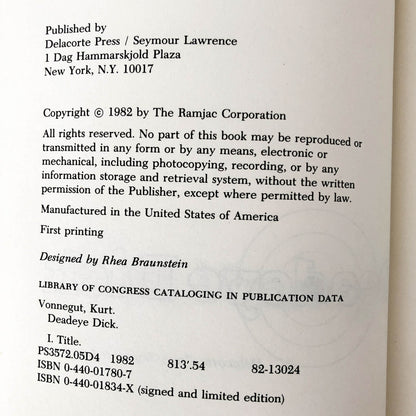 Published by
Delacorte Press / Seymour Lawrence
1 Dag Hammarskjold Plaza
New York, N.Y. 10017
Copyright © 1982 by The Ramjac Corporation
All rights reserved. No part of this book may be reproduced or
transmitted in any form or by any means, electronic or
mechanical, including photocopying, recording, or by any
information storage and retrieval system, without the written
permission of the Publisher, except where permitted by law.
Manufactured in the United States of America
First printing
Designed by Rhea Braunstein
LIBRARY OF CONGRESS CATALOGING IN PUBLICATION DATA
Vonnegut, Kurt.
Deadeye Dick.
I. Title.
PS3572.05D4 1982 813'.54 82-13024
ISBN 0-440-01780-7
ISBN 0-440-01834-X (signed and limited edition)